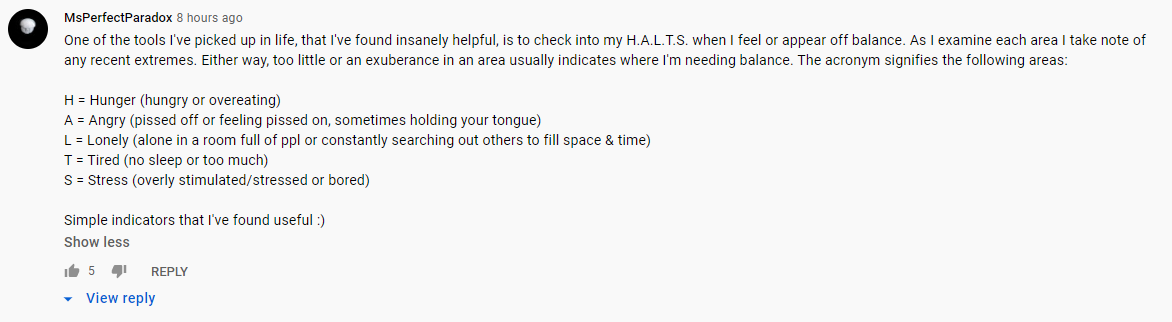 MsPerfectParadox 8 hours ago
One of the tools I've picked up in life, that I've found insanely helpful, is to check into my H.A.L.T.S. when I feel or appear off balance. As I examine each area I take note of
any recent extremes. Either way, too little or an exuberance in an area usually indicates where I'm needing balance. The acronym signifies the following areas:
H = Hunger (hungry or overeating)
A = Angry (pissed off or feeling pissed on, sometimes holding your tongue)
L = Lonely (alone in a room full of ppl or constantly searching out others to fill space & time)
T = Tired (no sleep or too much)
S = Stress (overly stimulated/stressed or bored)
Simple indicators that I've found useful :)
Show less
5 REPLY
View reply